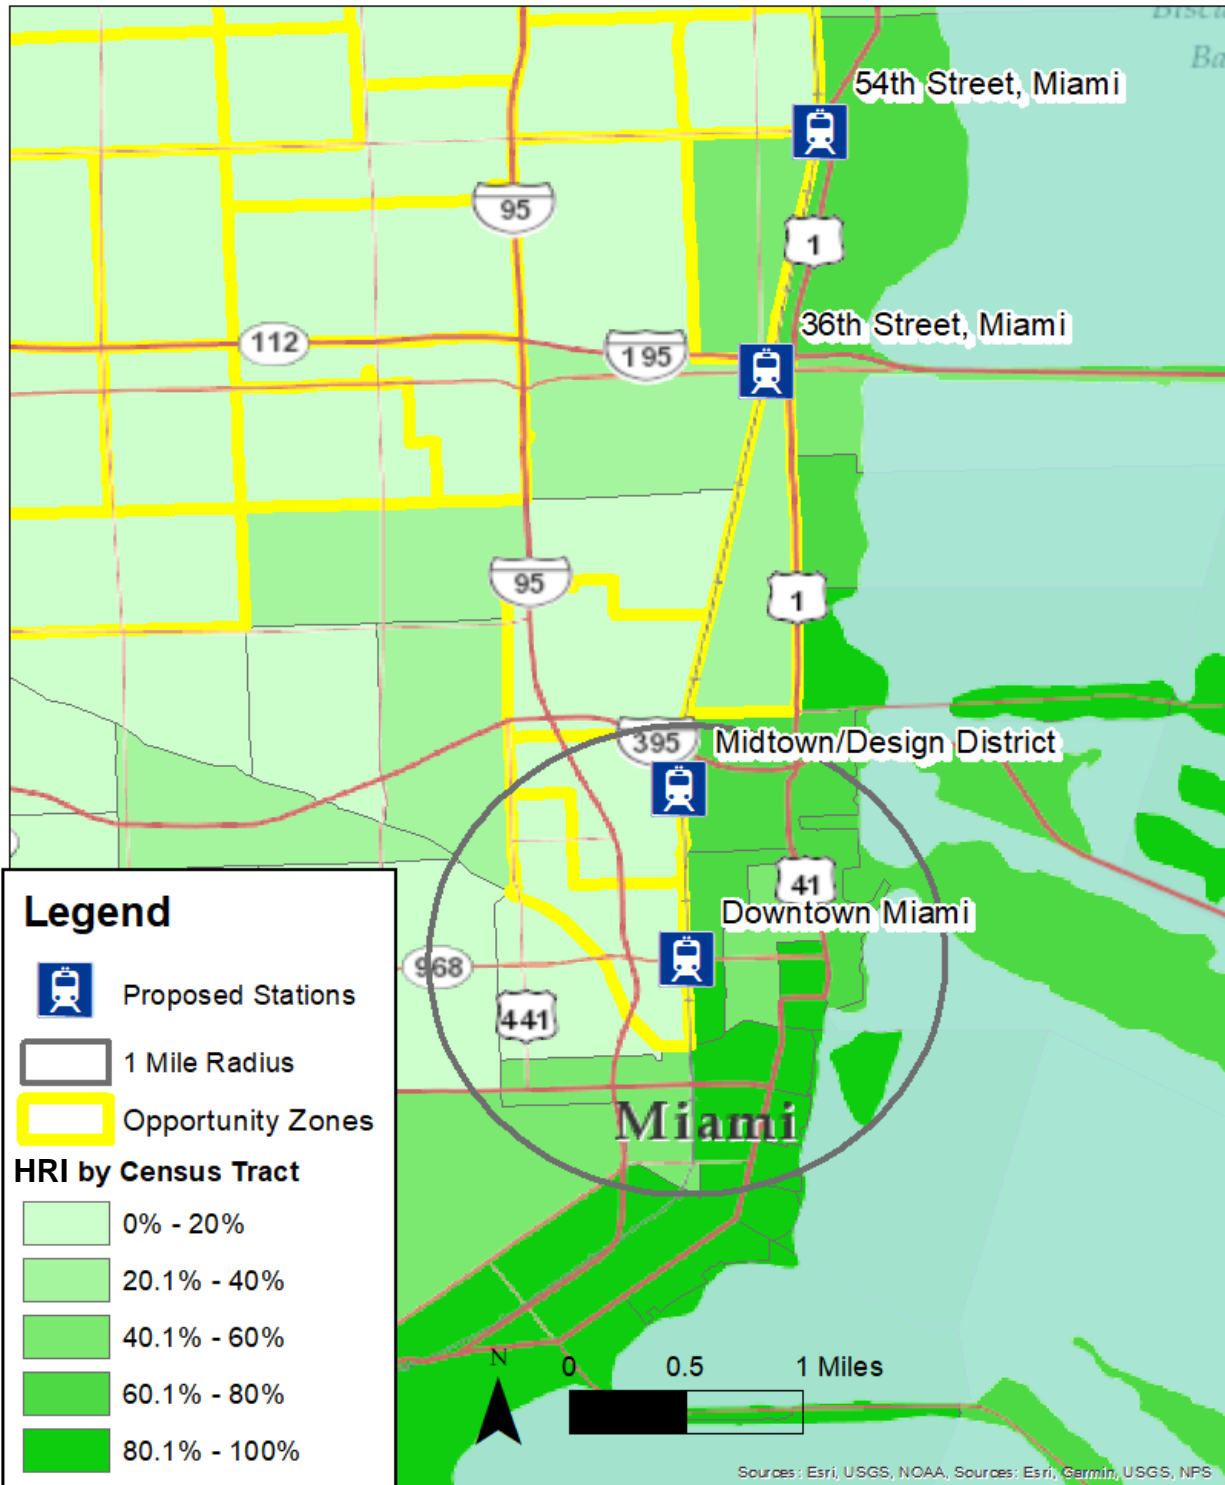 Ba
54th Street, Miami
95
1
36th Street, Miami
112
195
95
1
395
Midtown/Design District
41
Downtown Miami
968
441
Miami
Legend
Proposed Stations
1 Mile Radius
Opportunity Zones
HRI by Census Tract
0% - 20%
20.1% - 40%
40.1% - 60%
60.1% - 80%
80.1% - 100%
N
0 0.5 1 Miles
Sources: Esri, USGS, NOAA, Sources: Esri, Garmin, USGS, NPS